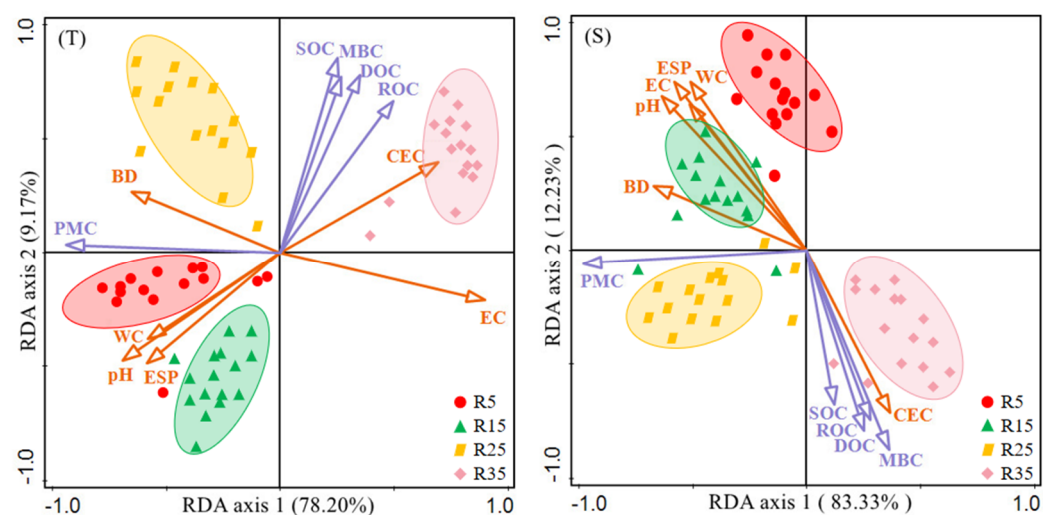 (T)
1.0
SOC MBC
DOC
ROC
CEC
BD
PMC
EC
WC
pH
ESP
R5
R15
R25
R35
RDA axis 2 (9.17%)
-1.0
-1.0
RDA axis 1 (78.20%)
1.0
(S)
1.0
ESP WC
EC
pH
BD
PMC
SOC
ROC
DOC
MBC
CEC
R5
R15
R25
R35
RDA axis 2 ( 12.23% )
-1.0
-1.0
RDA axis 1 ( 83.33% )
1.0